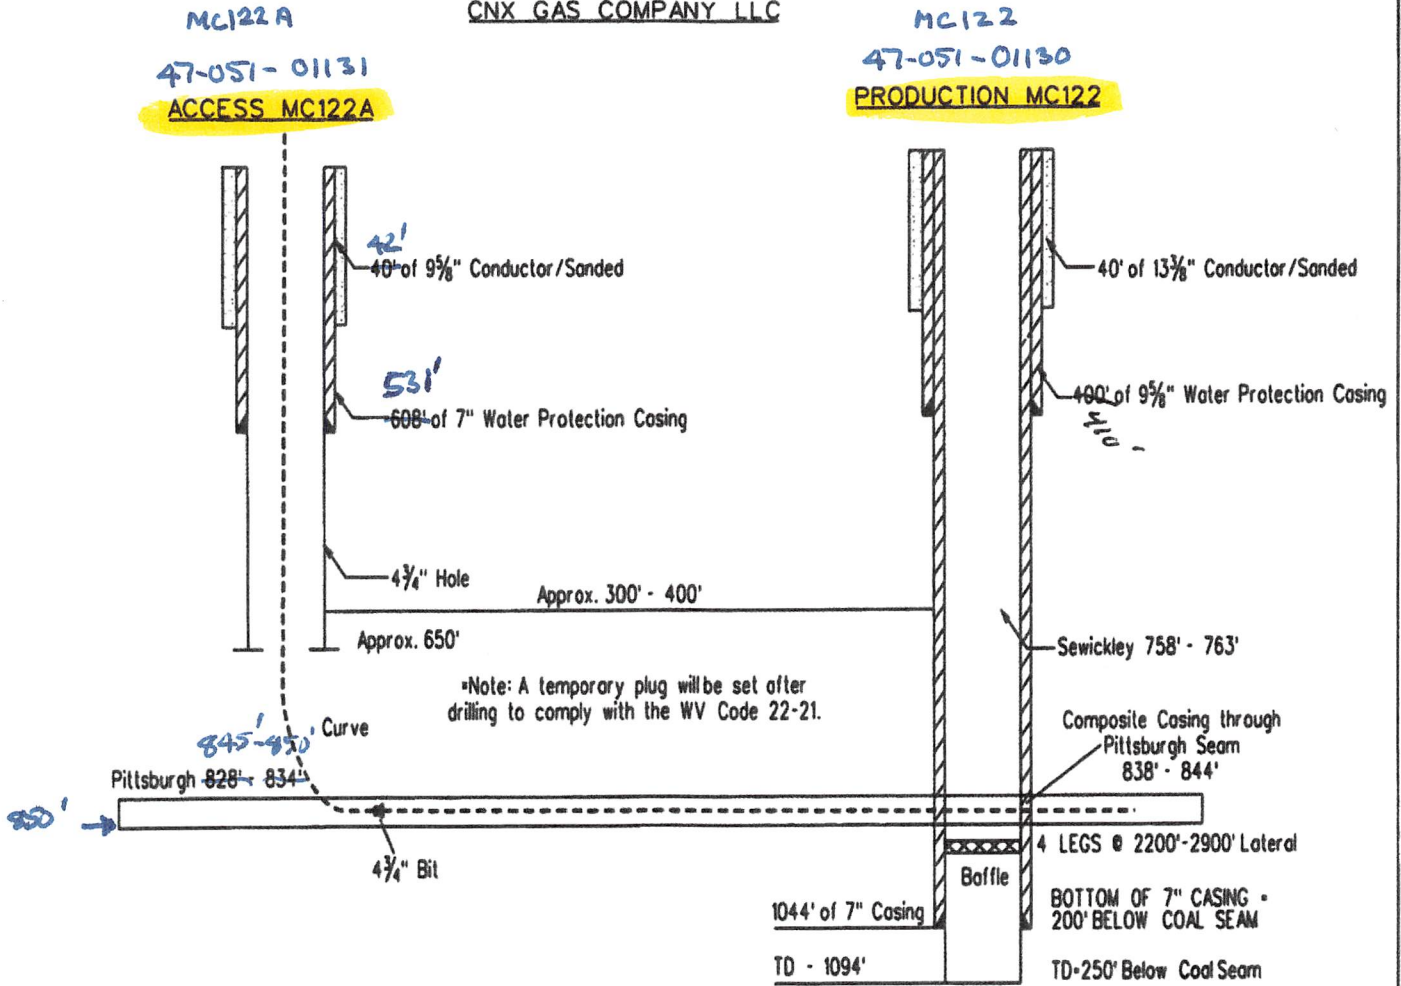 CNX GAS COMPANY LLC
MC122A
47-051-01131
ACCESS MC122A
MC122
47-051-01130
PRODUCTION MC122
42'
40' of 9⅝" Conductor/Sanded
40' of 13⅜" Conductor/Sanded
531'
608' of 7" Water Protection Casing
400' of 9⅝" Water Protection Casing
410'
4¾" Hole
Approx. 300' - 400'
Approx. 650'
Sewickley 758' - 763'
*Note: A temporary plug will be set after
drilling to comply with the WV Code 22-21.
Curve
845'-850'
Pittsburgh 828' - 834'
850'
Composite Casing through
Pittsburgh Seam
838' - 844'
4¾" Bit
4 LEGS @ 2200'-2900' Lateral
Baffle
1044' of 7" Casing
BOTTOM OF 7" CASING =
200' BELOW COAL SEAM
TD - 1094'
TD=250' Below Coal Seam